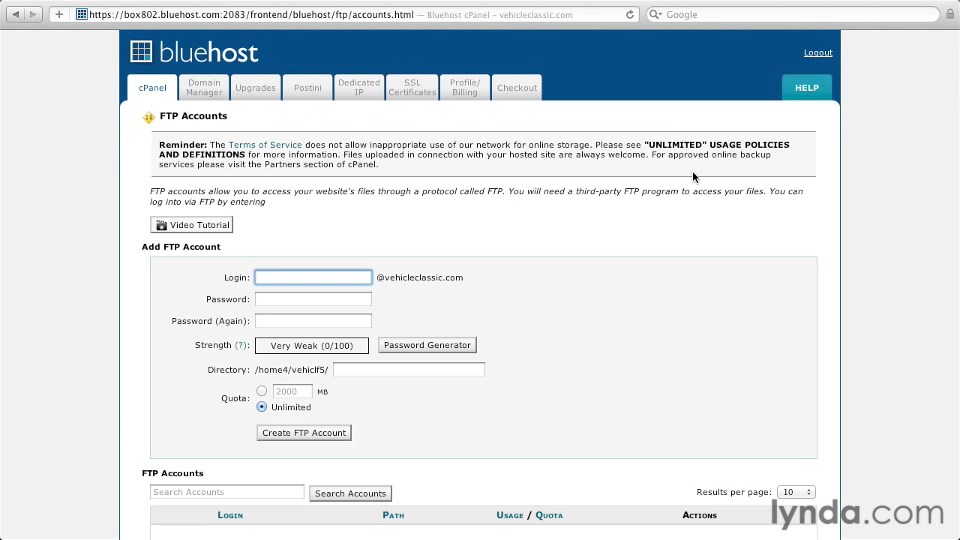 https://box802.bluehost.com:2083/frontend/bluehost/ftp/accounts.html — Bluehost cPanel – vehicleclassic.com
Google
bluehost
Logout
cPanel
Domain Manager
Upgrades
Postini
Dedicated IP
SSL Certificates
Profile/ Billing
Checkout
HELP
FTP Accounts
Reminder: The Terms of Service does not allow inappropriate use of our network for online storage. Please see "UNLIMITED" USAGE POLICIES
AND DEFINITIONS for more information. Files uploaded in connection with your hosted site are always welcome. For approved online backup
services please visit the Partners section of cPanel.
FTP accounts allow you to access your website's files through a protocol called FTP. You will need a third-party FTP program to access your files. You can
log into via FTP by entering
Video Tutorial
Add FTP Account
Login: @vehicleclassic.com
Password:
Password (Again):
Strength (?): Very Weak (0/100) Password Generator
Directory: /home4/vehiclf5/
Quota: 2000 MB
Unlimited
Create FTP Account
FTP Accounts
Search Accounts Search Accounts Results per page: 10
LOGIN PATH USAGE / QUOTA ACTIONS
lynda.com